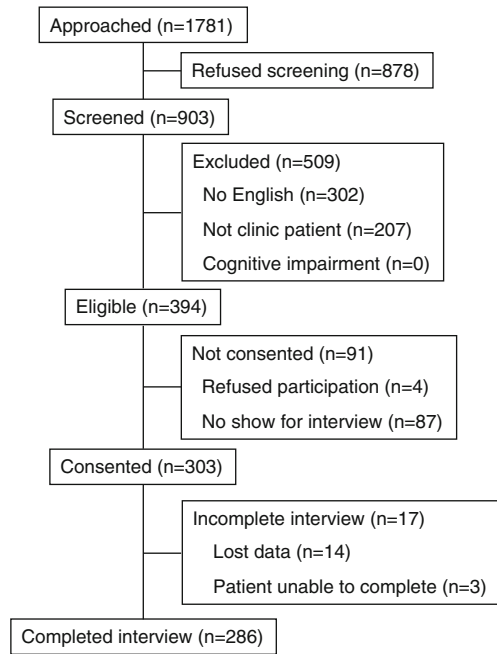 Approached (n=1781)
Refused screening (n=878)
Screened (n=903)
Excluded (n=509)
No English (n=302)
Not clinic patient (n=207)
Cognitive impairment (n=0)
Eligible (n=394)
Not consented (n=91)
Refused participation (n=4)
No show for interview (n=87)
Consented (n=303)
Incomplete interview (n=17)
Lost data (n=14)
Patient unable to complete (n=3)
Completed interview (n=286)